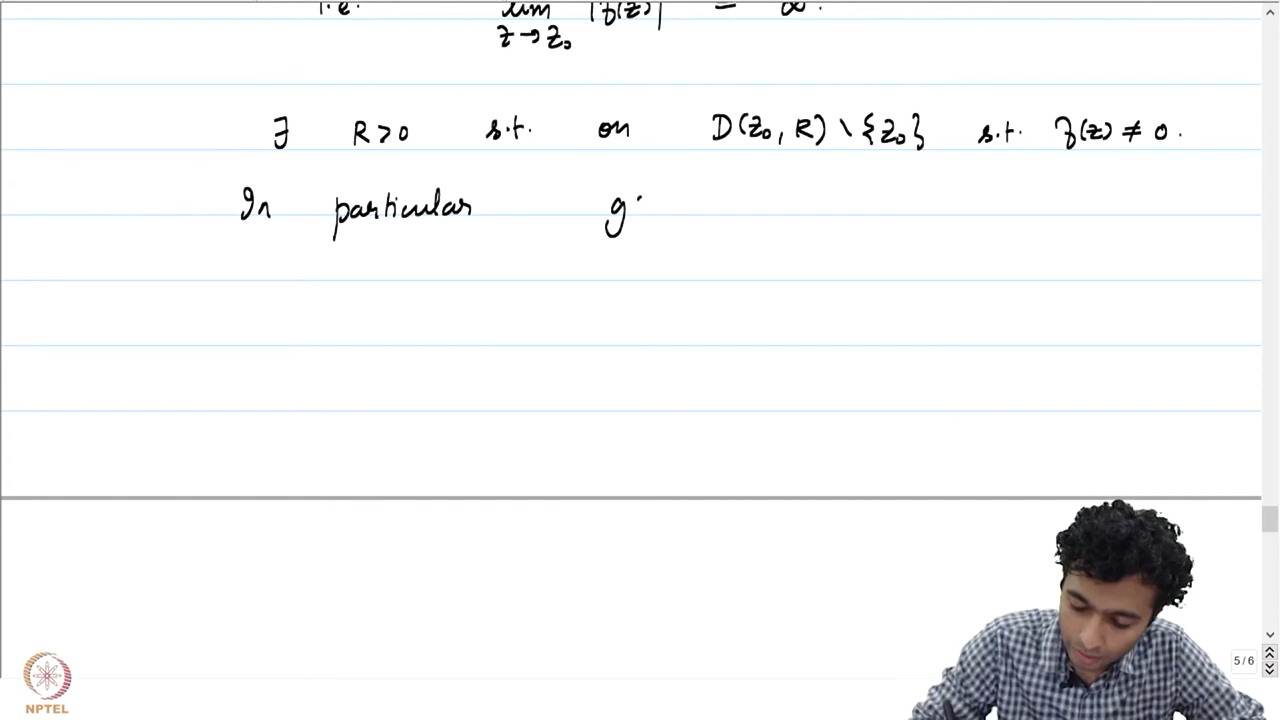 i.e. lim |f(z)| = ∞.
z→z₀
∃ R>0 s.t. on D(z₀, R) \ {z₀} s.t. f(z) ≠ 0.
In particular g
5 / 6
NPTEL